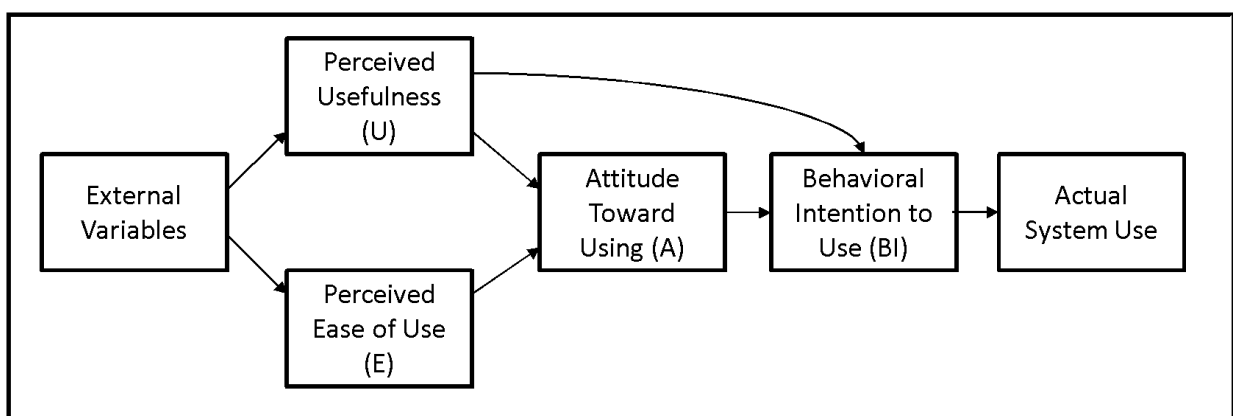 Perceived
Usefulness
(U)
External
Variables
Perceived
Ease of Use
(E)
Attitude
Toward
Using (A)
Behavioral
Intention to
Use (BI)
Actual
System Use